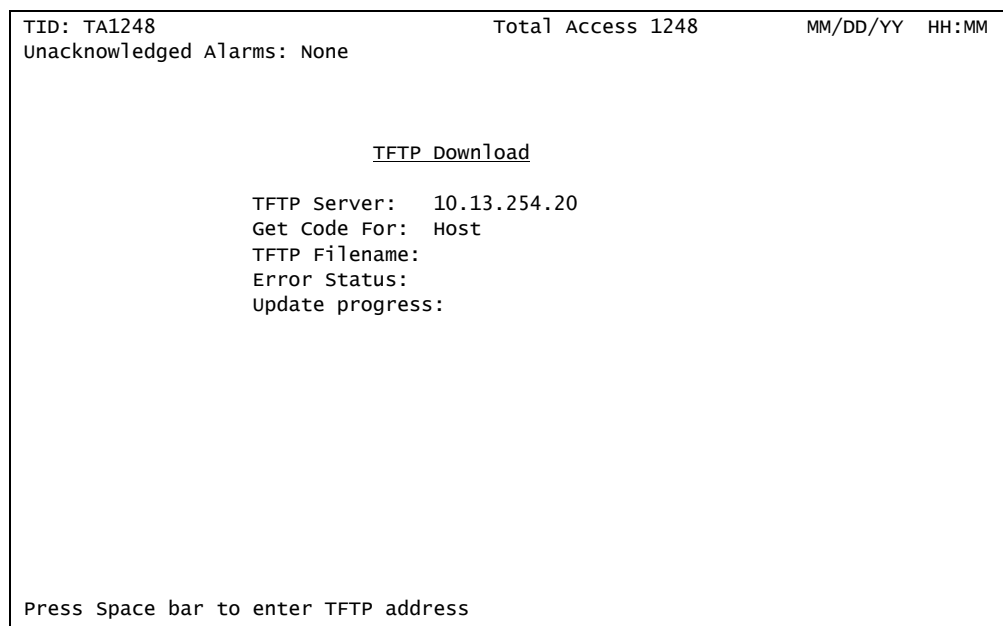 TID: TA1248 Total Access 1248 MM/DD/YY HH:MM
Unacknowledged Alarms: None
TFTP Download
TFTP Server: 10.13.254.20
Get Code For: Host
TFTP Filename:
Error Status:
Update progress:
Press Space bar to enter TFTP address